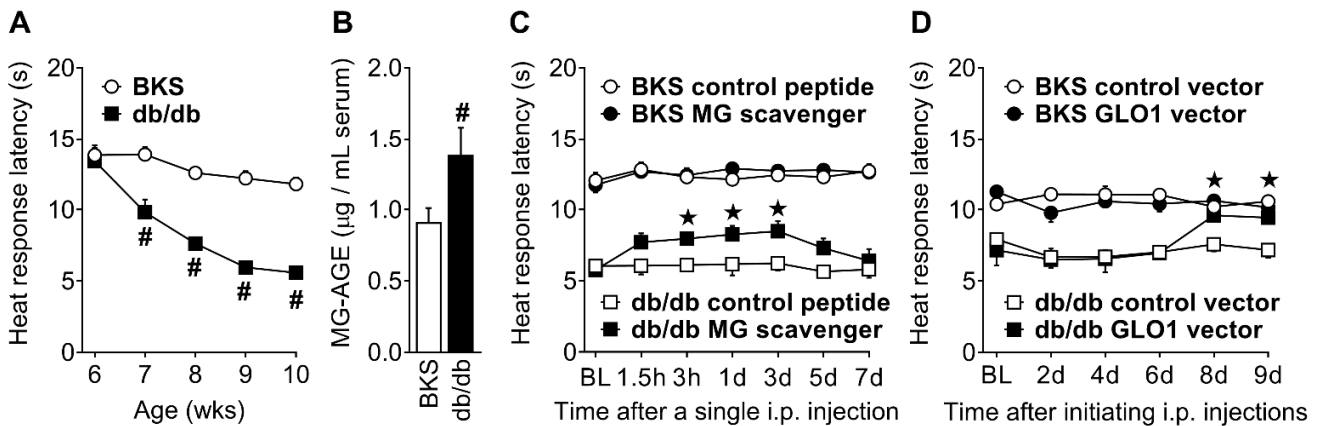 A
Heat response latency (s)
20
15
10
5
0
BKS
db/db
#
#
#
#
6 7 8 9 10
Age (wks)
B
MG-AGE (μg / mL serum)
2.0
1.5
1.0
0.5
0.0
#
BKS
db/db
C
Heat response latency (s)
20
15
10
5
0
BKS control peptide
BKS MG scavenger
★ ★ ★
db/db control peptide
db/db MG scavenger
BL 1.5h 3h 1d 3d 5d 7d
Time after a single i.p. injection
D
Heat response latency (s)
20
15
10
5
0
BKS control vector
BKS GLO1 vector
★ ★
db/db control vector
db/db GLO1 vector
BL 2d 4d 6d 8d 9d
Time after initiating i.p. injections